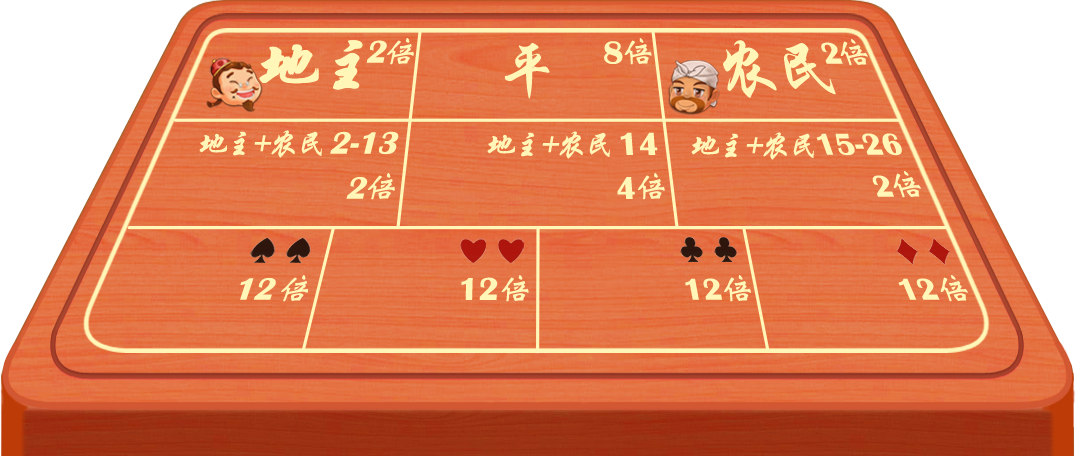 地主 2倍
平 8倍
农民 2倍
地主+农民 2-13
2倍
地主+农民 14
4倍
地主+农民 15-26
2倍
♠♠
12倍
♥♥
12倍
♣♣
12倍
♦♦
12倍